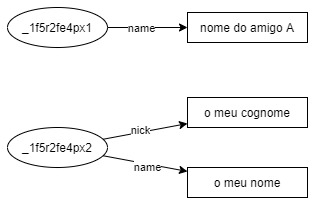 _1f5r2fe4px1
name
nome do amigo A
o meu cognome
nick
_1f5r2fe4px2
name
o meu nome